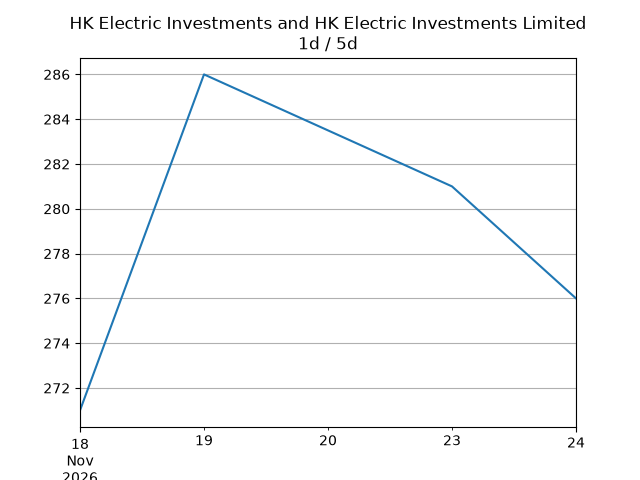 HK Electric Investments and HK Electric Investments Limited
1d / 5d
286
284
282
280
278
276
274
272
18 19 20 23 24
Nov
2026